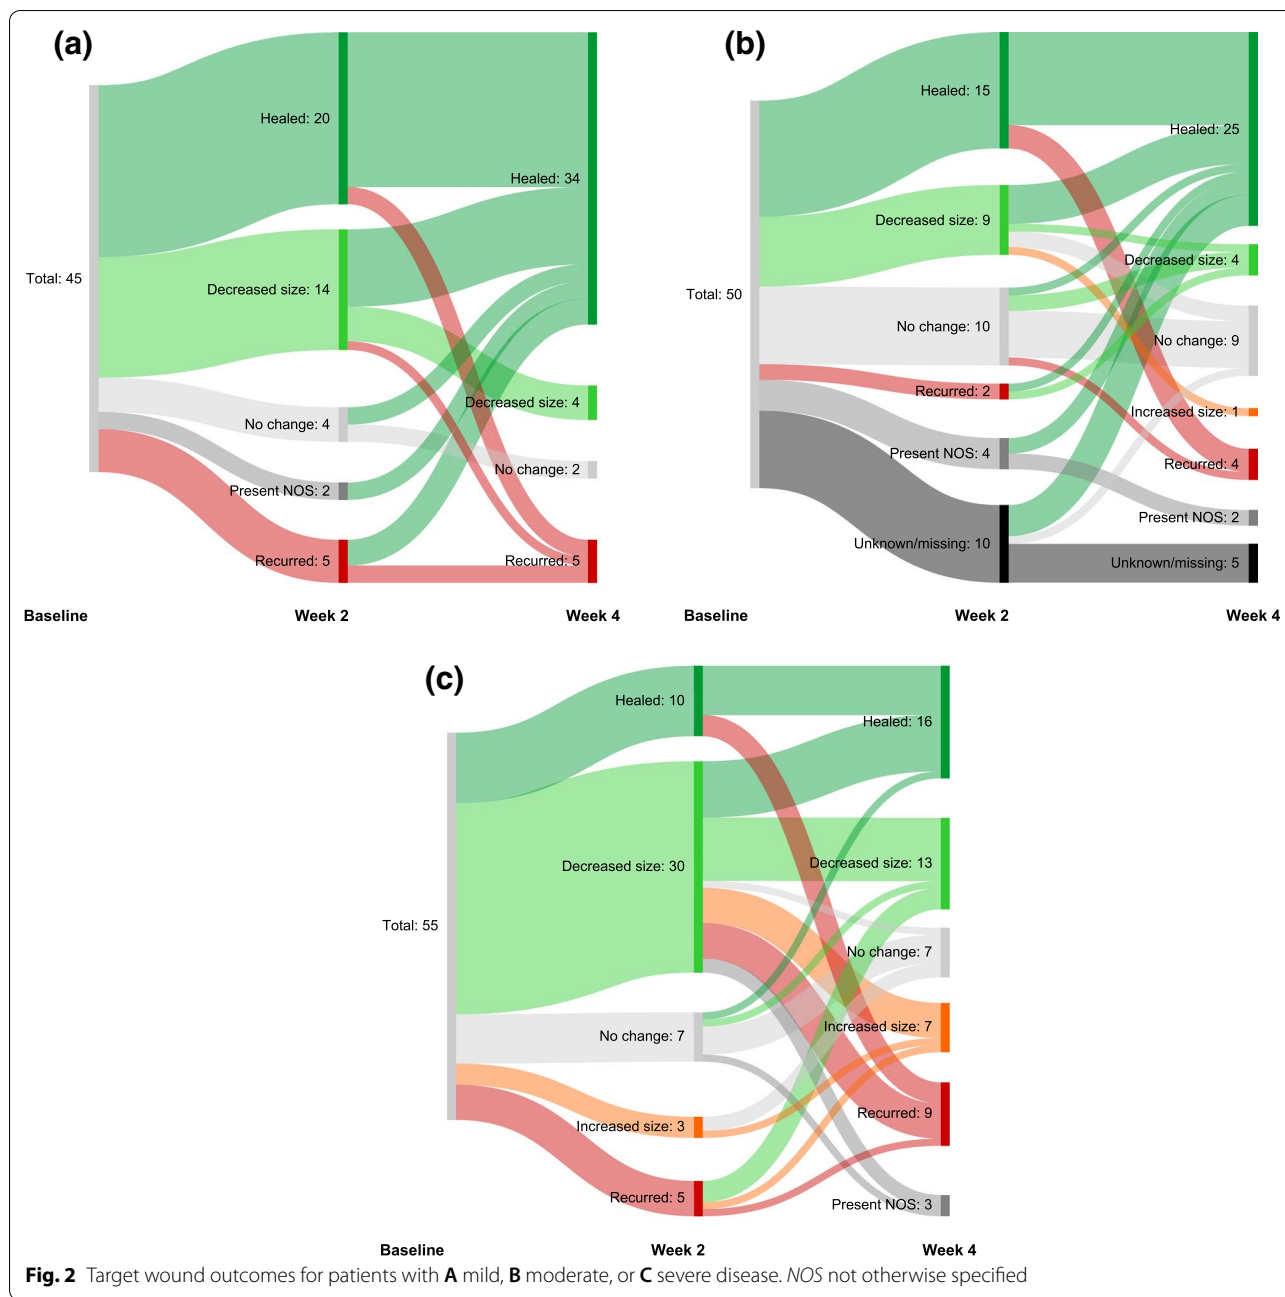 (a)
Healed: 20
Healed: 34
Total: 45
Decreased size: 14
Decreased size: 4
No change: 4
No change: 2
Present NOS: 2
Recurred: 5
Recurred: 5
Baseline
Week 2
Week 4
(b)
Healed: 15
Healed: 25
Decreased size: 9
Decreased size: 4
Total: 50
No change: 10
No change: 9
Recurred: 2
Increased size: 1
Present NOS: 4
Recurred: 4
Present NOS: 2
Unknown/missing: 10
Unknown/missing: 5
Baseline
Week 2
Week 4
(c)
Healed: 10
Healed: 16
Decreased size: 30
Decreased size: 13
Total: 55
No change: 7
No change: 7
Increased size: 7
Increased size: 3
Recurred: 9
Recurred: 5
Present NOS: 3
Baseline
Week 2
Week 4
Fig. 2 Target wound outcomes for patients with A mild, B moderate, or C severe disease. NOS not otherwise specified